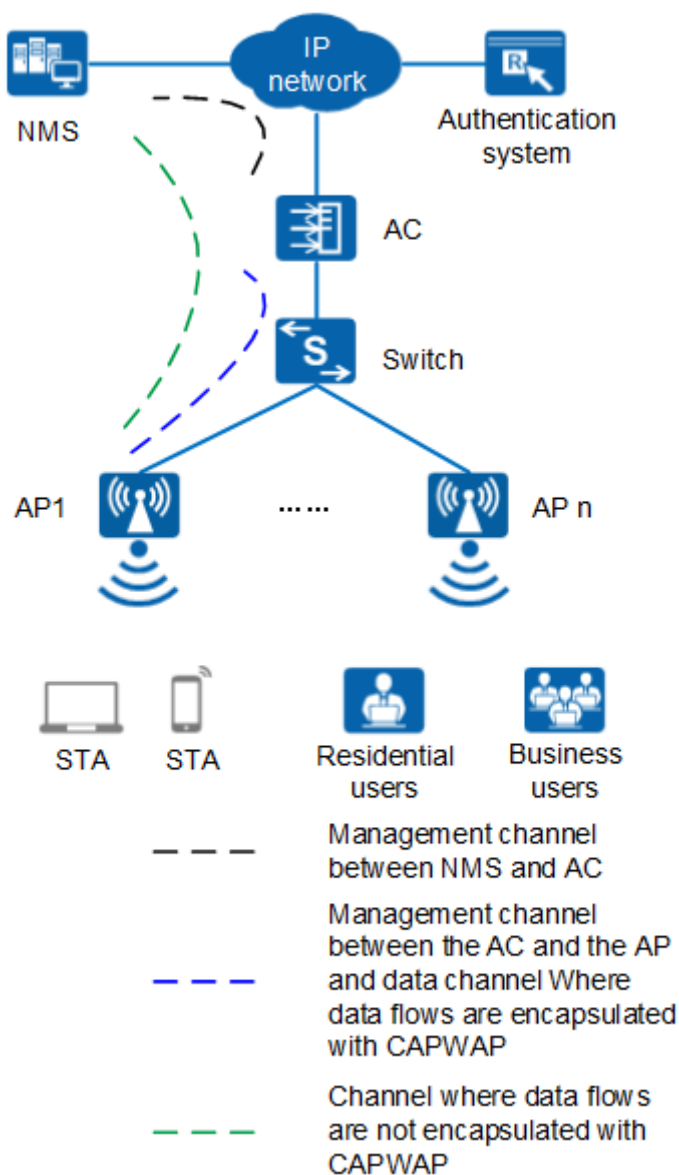 IP
network
R
NMS
Authentication
system
AC
S
Switch
AP1
......
AP n
STA
STA
Residential
users
Business
users
Management channel
between NMS and AC
Management channel
between the AC and the AP
and data channel Where
data flows are encapsulated
with CAPWAP
Channel where data flows
are not encapsulated with
CAPWAP